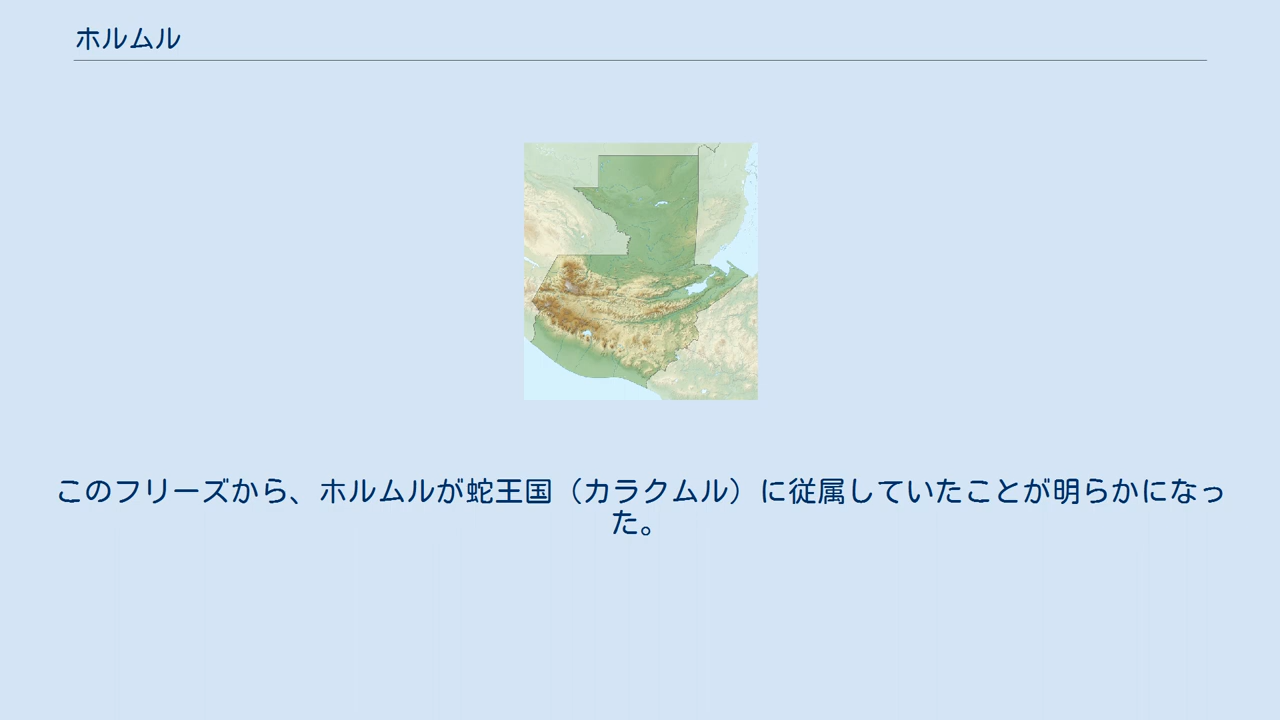 ホルムル
このフリーズから、ホルムルが蛇王国（カラクムル）に従属していたことが明らかになっ
た。